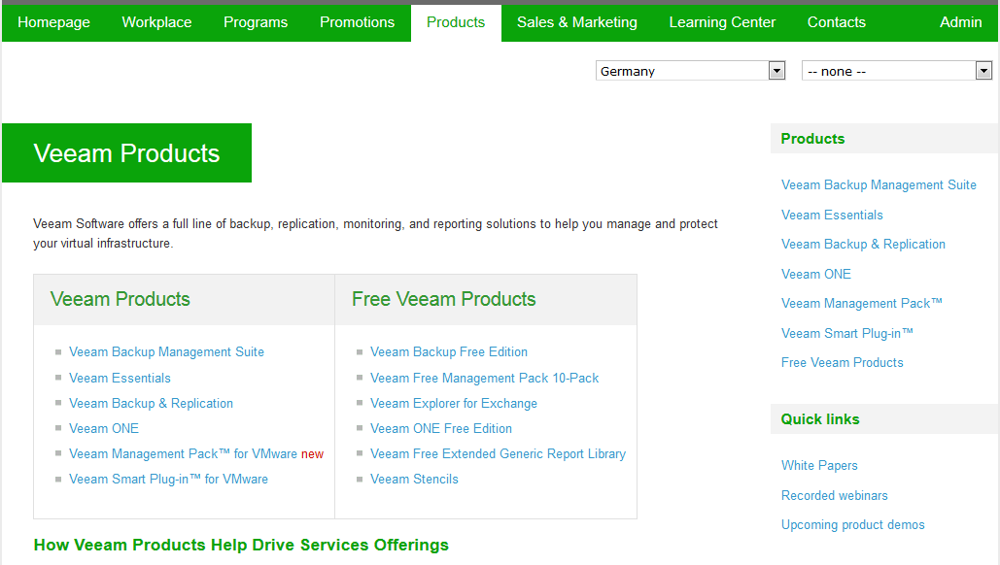 Homepage Workplace Programs Promotions Products Sales & Marketing Learning Center Contacts Admin
Germany -- none --
Veeam Products
Veeam Software offers a full line of backup, replication, monitoring, and reporting solutions to help you manage and protect
your virtual infrastructure.
Veeam Products
Veeam Backup Management Suite
Veeam Essentials
Veeam Backup & Replication
Veeam ONE
Veeam Management Pack™ for VMware new
Veeam Smart Plug-in™ for VMware
Free Veeam Products
Veeam Backup Free Edition
Veeam Free Management Pack 10-Pack
Veeam Explorer for Exchange
Veeam ONE Free Edition
Veeam Free Extended Generic Report Library
Veeam Stencils
How Veeam Products Help Drive Services Offerings
Products
Veeam Backup Management Suite
Veeam Essentials
Veeam Backup & Replication
Veeam ONE
Veeam Management Pack™
Veeam Smart Plug-in™
Free Veeam Products
Quick links
White Papers
Recorded webinars
Upcoming product demos